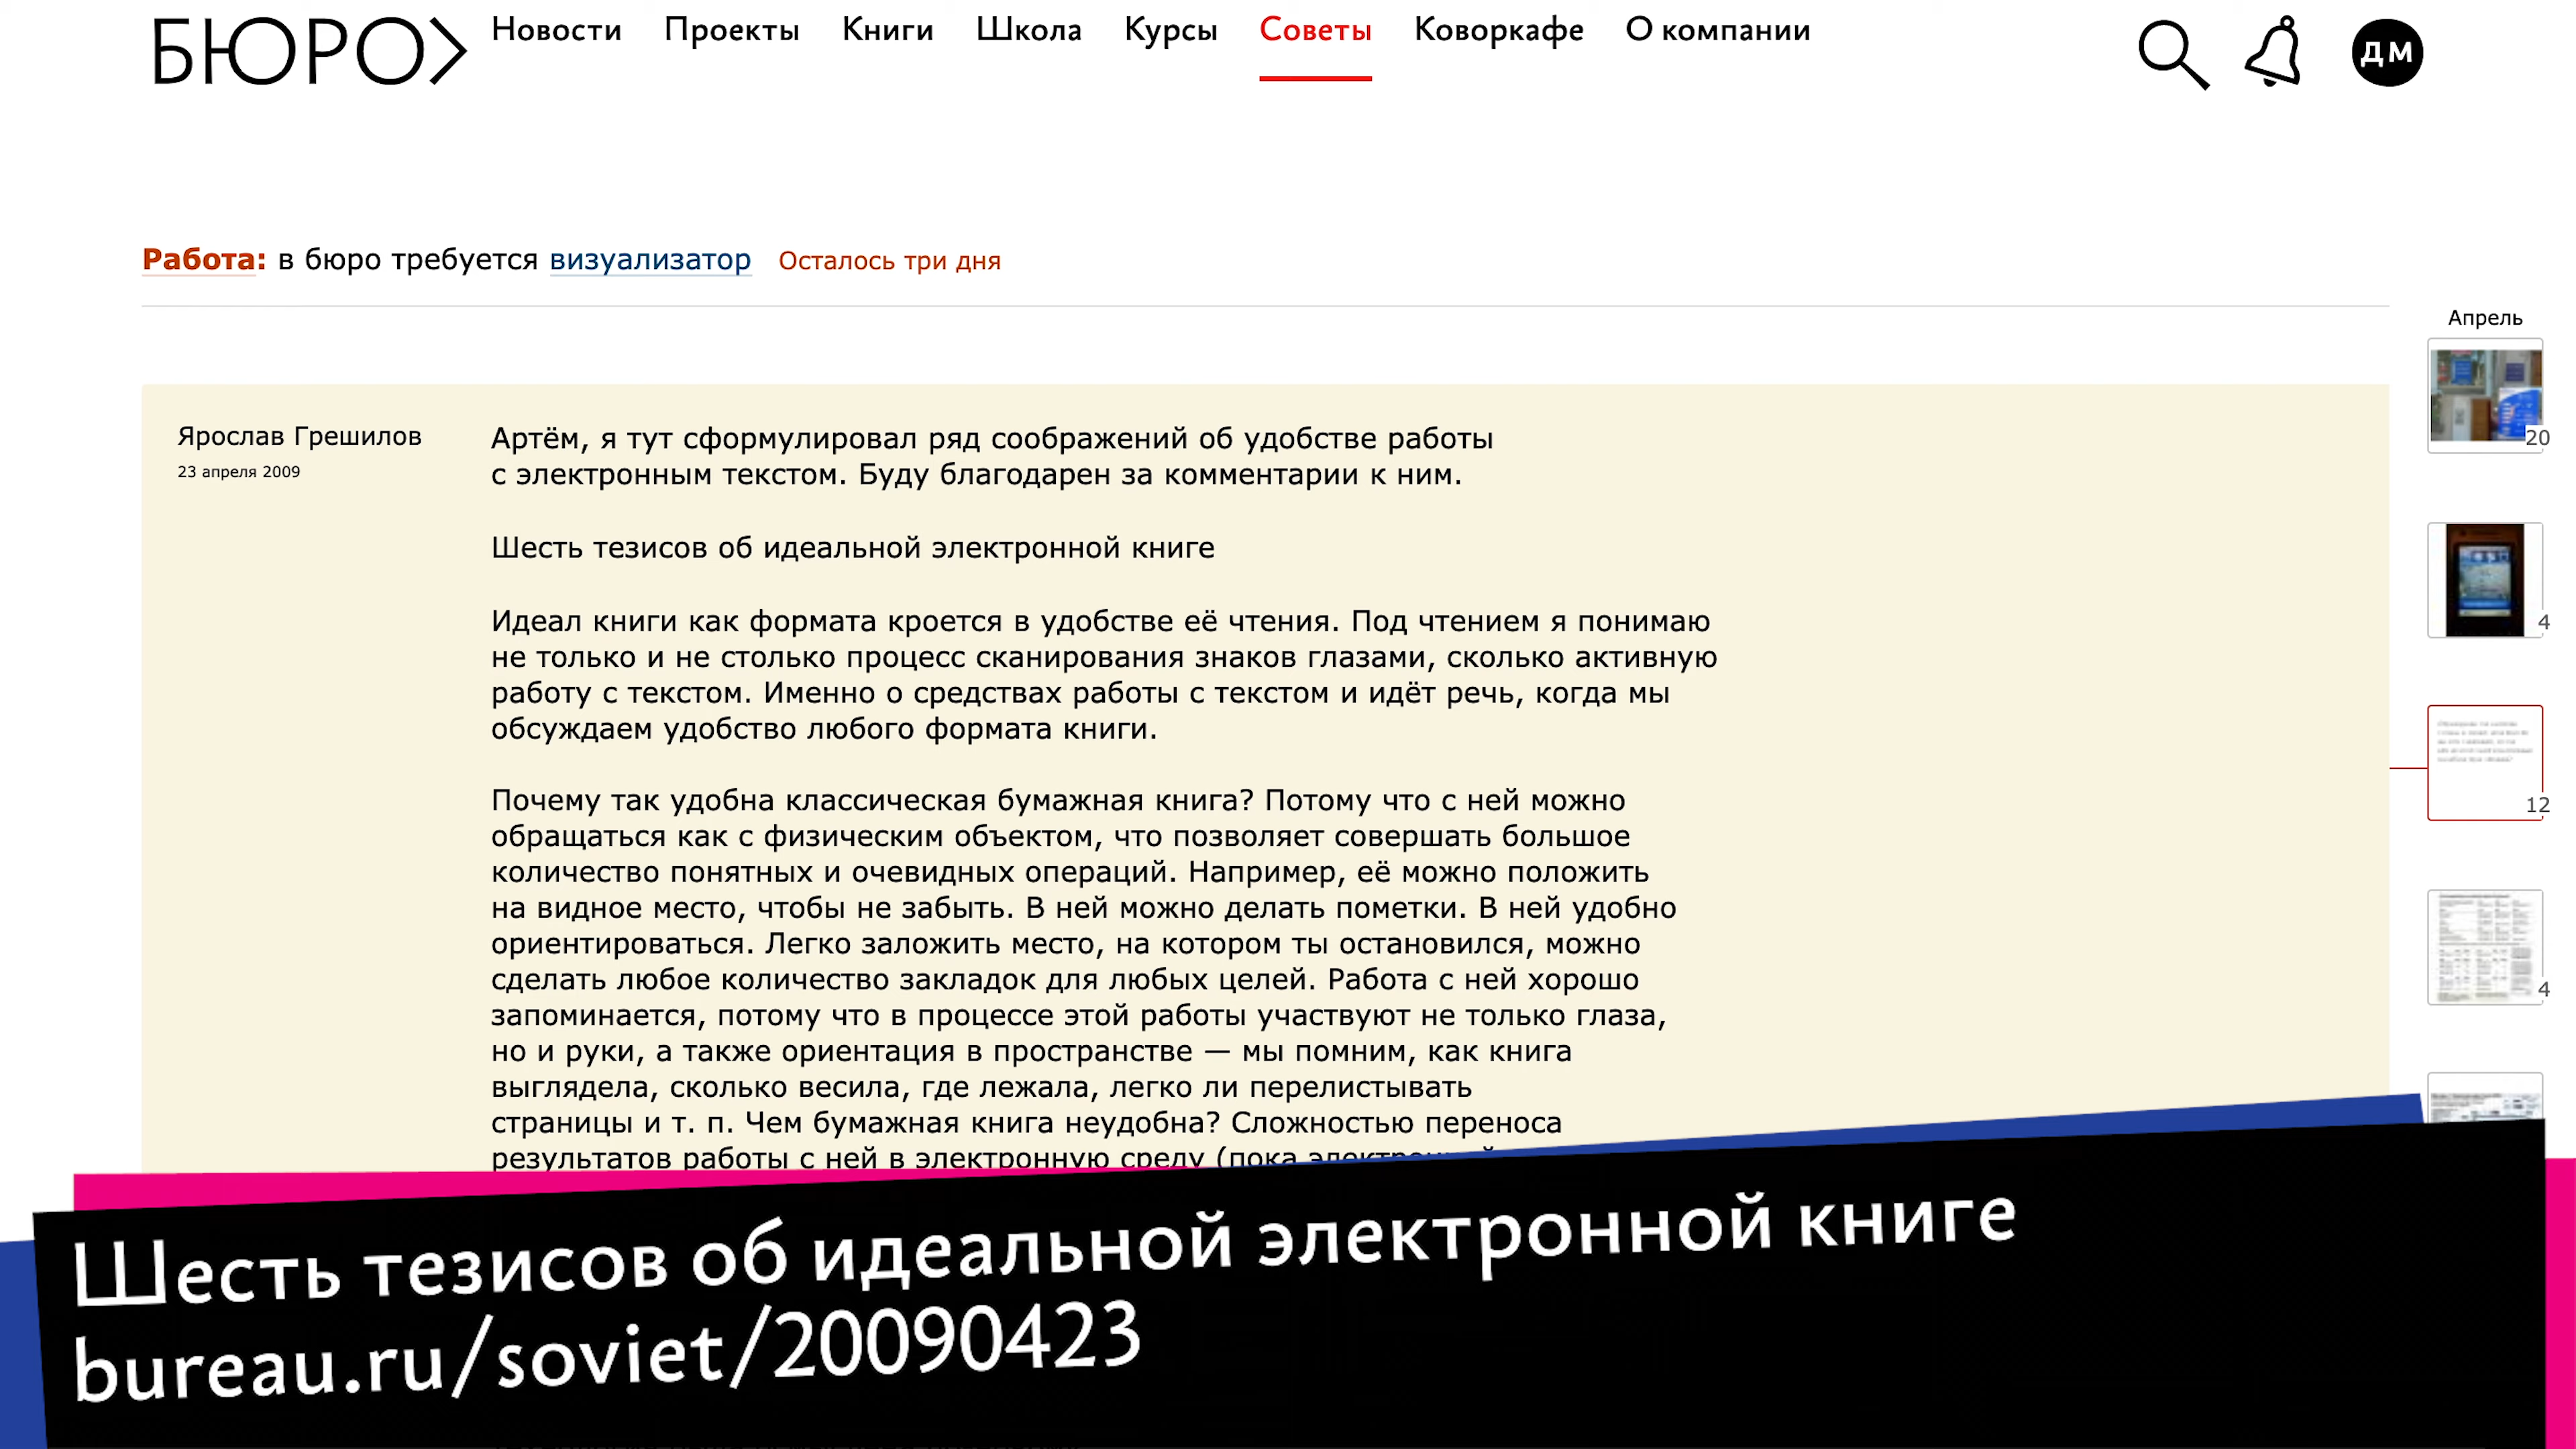 БЮРО
Новости Проекты Книги Школа Курсы Советы Коворкафе О компании
ДМ
Работа: в бюро требуется визуализатор Осталось три дня
Апрель
20
4
12
4
Ярослав Грешилов
23 апреля 2009
Артём, я тут сформулировал ряд соображений об удобстве работы
с электронным текстом. Буду благодарен за комментарии к ним.
Шесть тезисов об идеальной электронной книге
Идеал книги как формата кроется в удобстве её чтения. Под чтением я понимаю
не только и не столько процесс сканирования знаков глазами, сколько активную
работу с текстом. Именно о средствах работы с текстом и идёт речь, когда мы
обсуждаем удобство любого формата книги.
Почему так удобна классическая бумажная книга? Потому что с ней можно
обращаться как с физическим объектом, что позволяет совершать большое
количество понятных и очевидных операций. Например, её можно положить
на видное место, чтобы не забыть. В ней можно делать пометки. В ней удобно
ориентироваться. Легко заложить место, на котором ты остановился, можно
сделать любое количество закладок для любых целей. Работа с ней хорошо
запоминается, потому что в процессе этой работы участвуют не только глаза,
но и руки, а также ориентация в пространстве — мы помним, как книга
выглядела, сколько весила, где лежала, легко ли перелистывать
страницы и т. п. Чем бумажная книга неудобна? Сложностью переноса
результатов работы с ней в электронную среду (пока
Шесть тезисов об идеальной электронной книге
bureau.ru/soviet/20090423